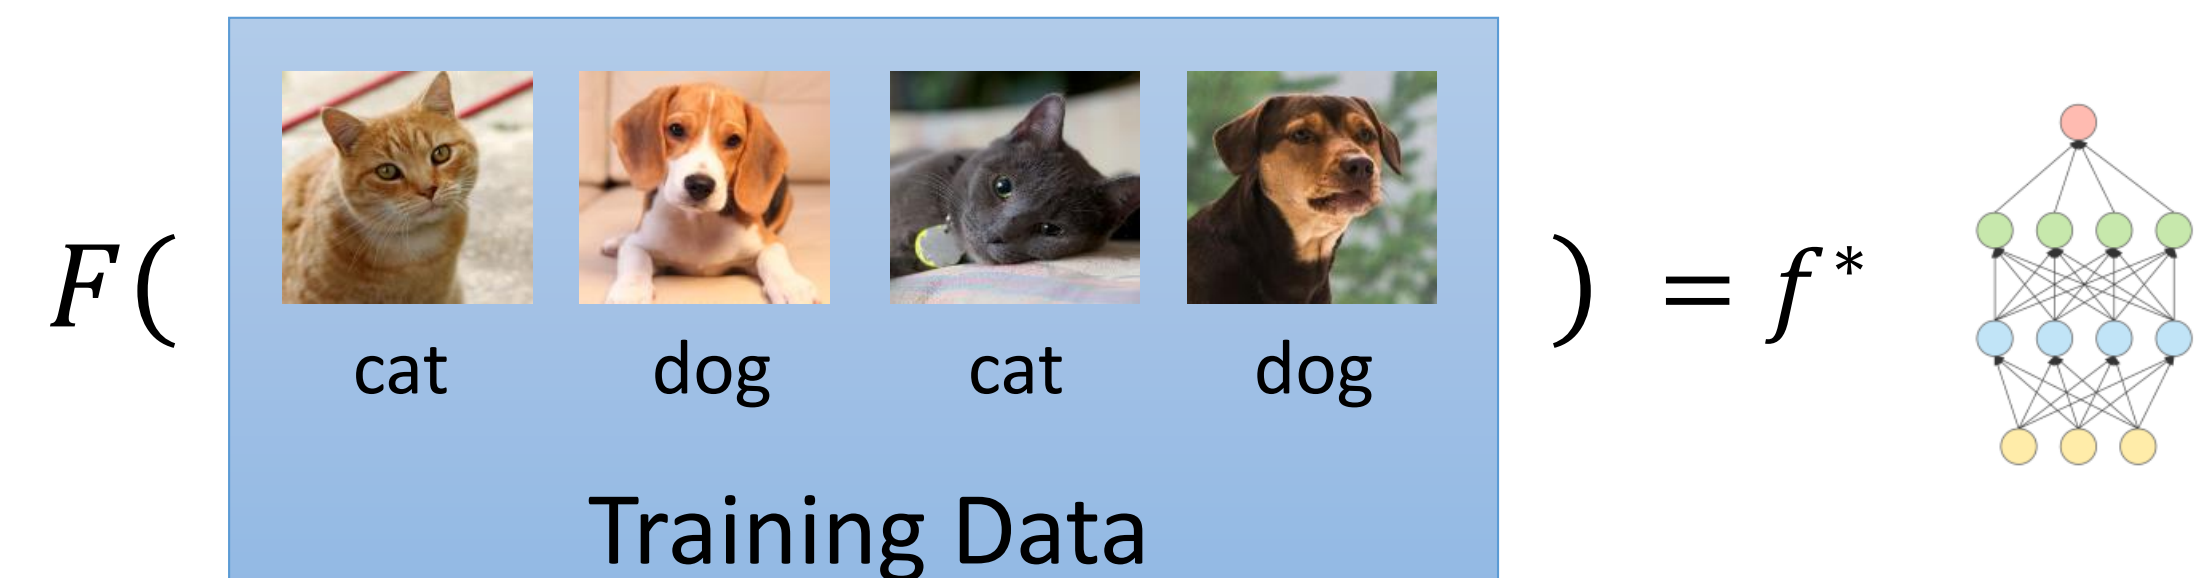 F( ) = f*
cat dog cat dog
Training Data